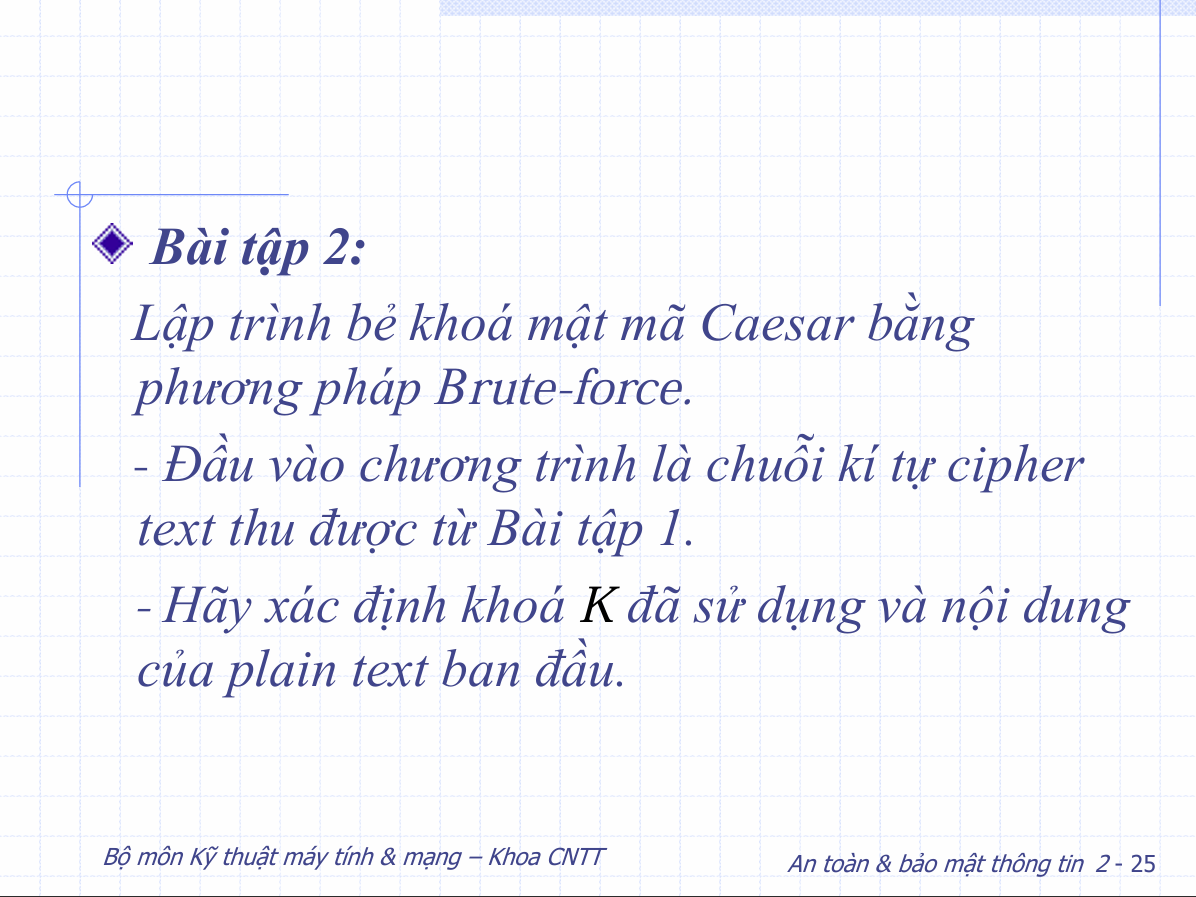 Bài tập 2:
Lập trình bẻ khoá mật mã Caesar bằng
phương pháp Brute-force.
- Đầu vào chương trình là chuỗi kí tự cipher
text thu được từ Bài tập 1.
- Hãy xác định khoá K đã sử dụng và nội dung
của plain text ban đầu.
Bộ môn Kỹ thuật máy tính & mạng – Khoa CNTT
An toàn & bảo mật thông tin 2 - 25